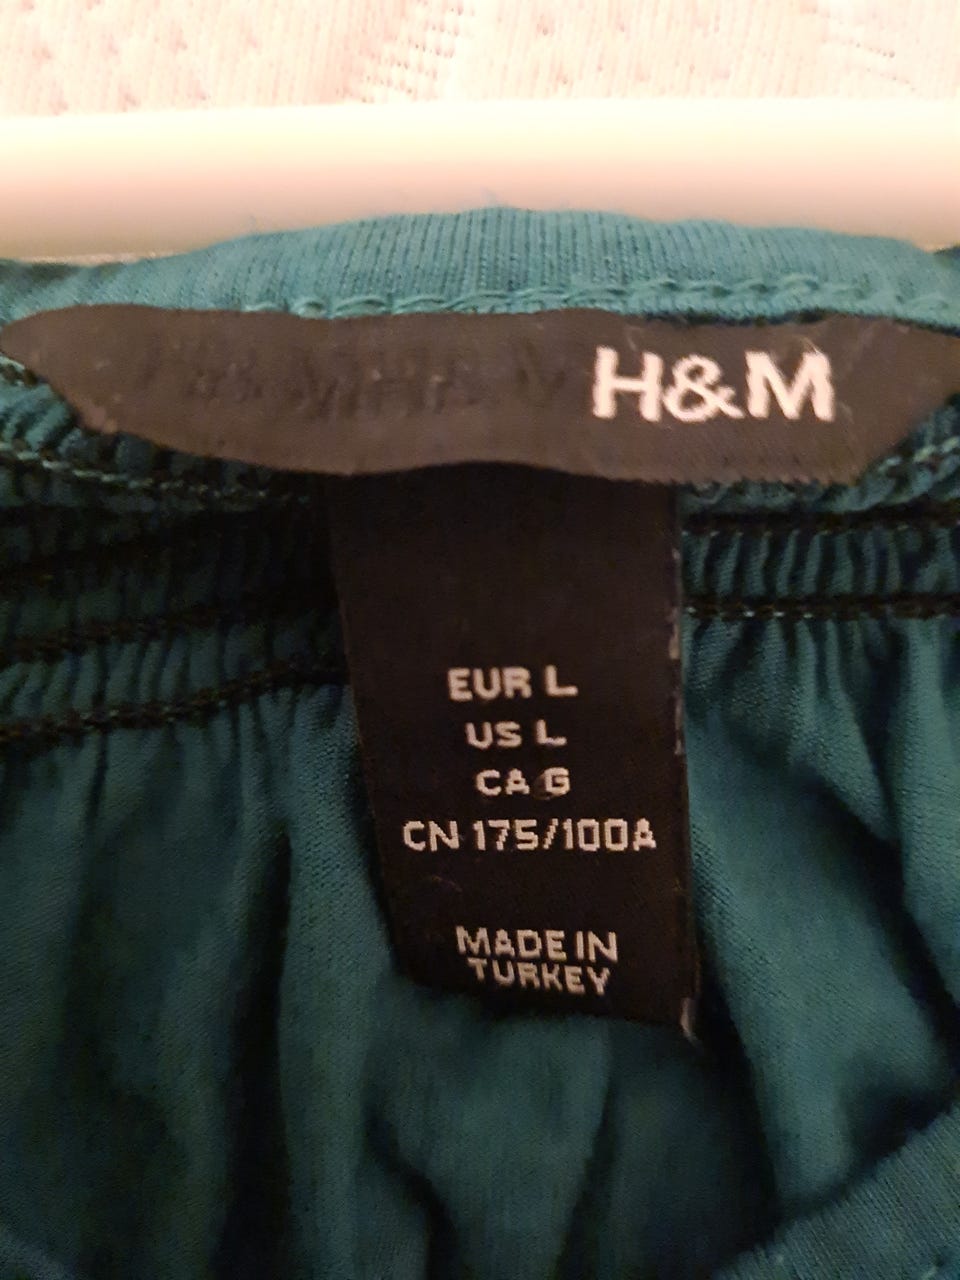 H&M
EUR L
US L
CA G
CN 175/100A
MADE IN
TURKEY